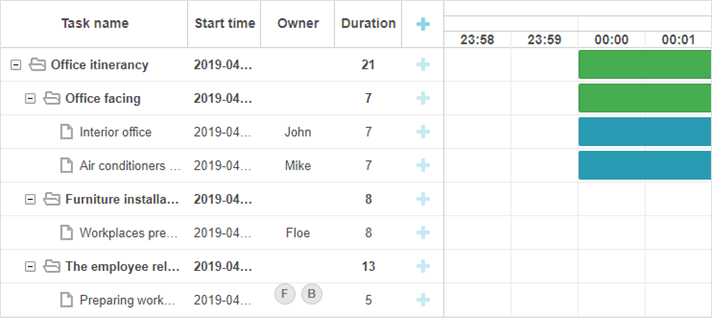 Task name Start time Owner Duration
23:58 23:59 00:00 00:01
Office itinerancy 2019-04... 21
Office facing 2019-04... 7
Interior office 2019-04... John 7
Air conditioners ... 2019-04... Mike 7
Furniture installa... 2019-04... 8
Workplaces pre... 2019-04... Floe 8
The employee rel... 2019-04... 13
Preparing work... 2019-04... F B 5